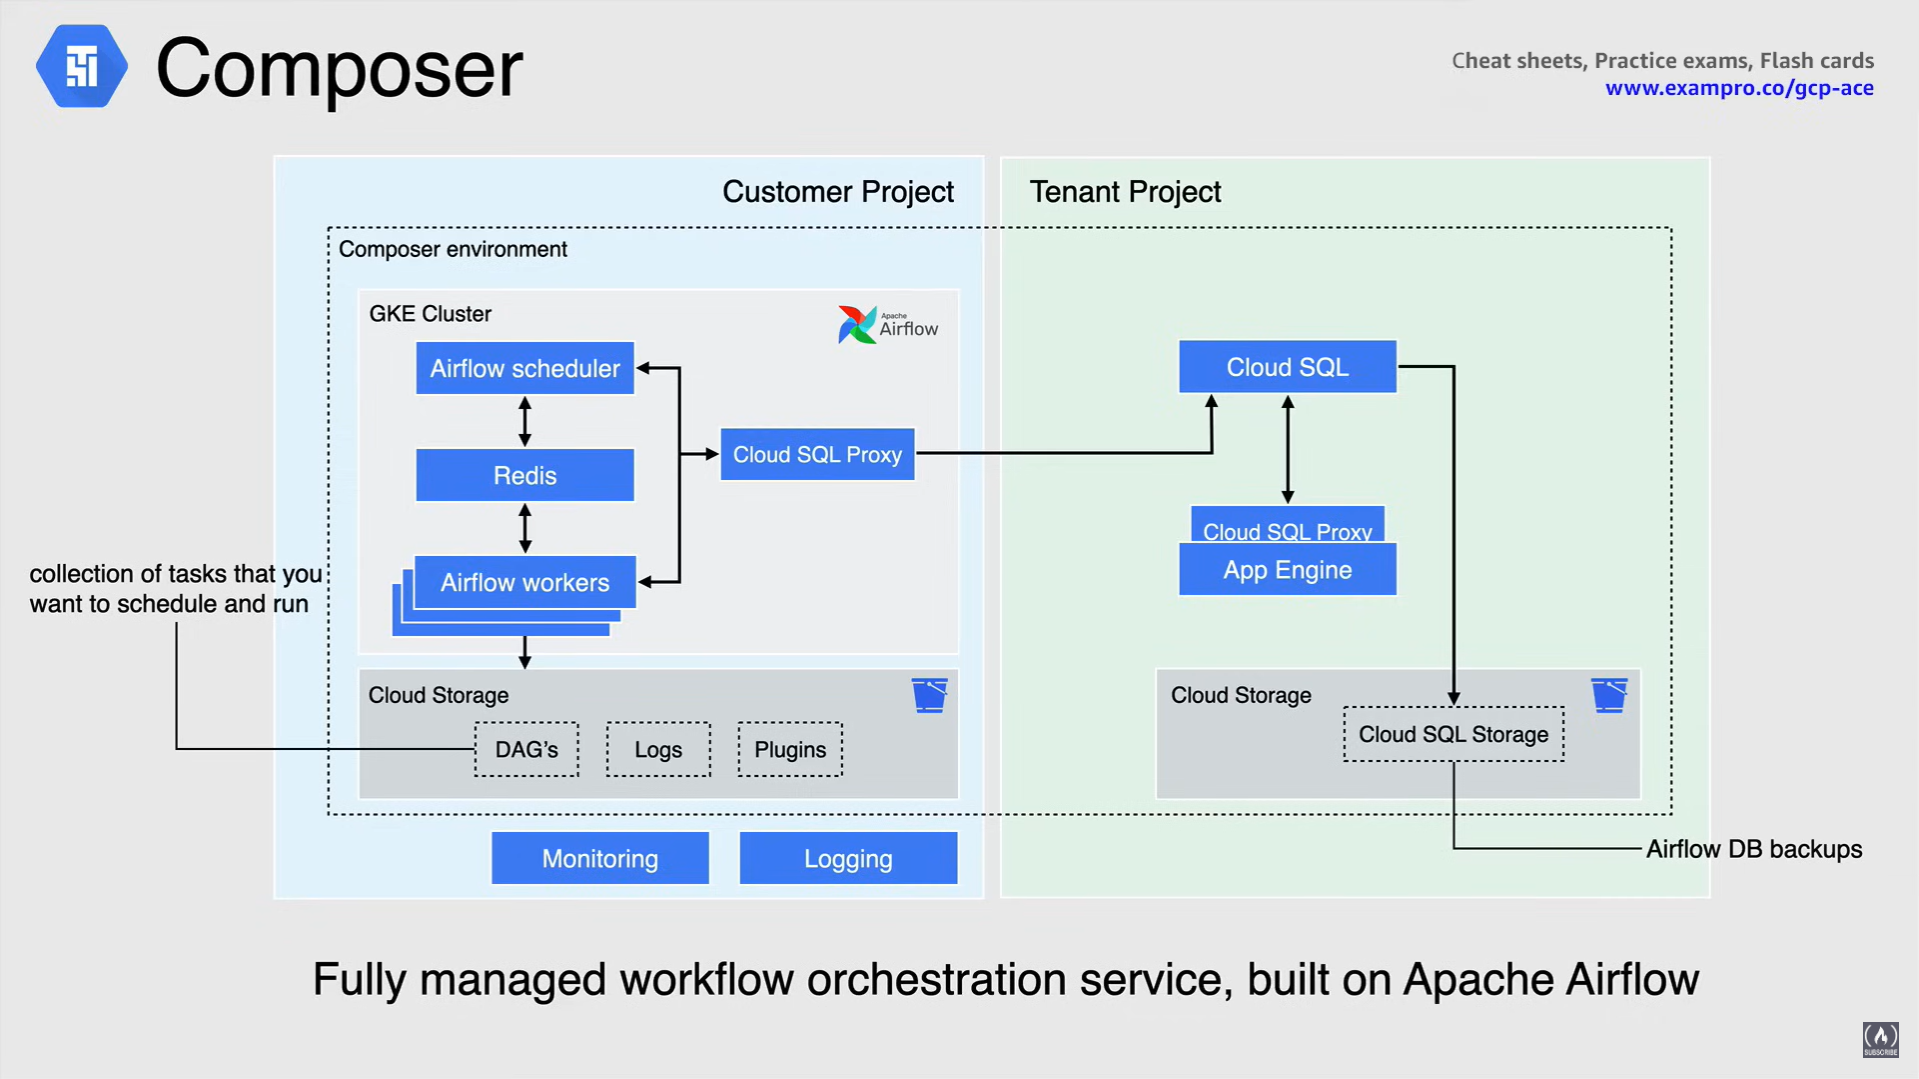 Composer
Cheat sheets, Practice exams, Flash cards
www.exampro.co/gcp-ace
Customer Project
Tenant Project
Composer environment
GKE Cluster
Apache
Airflow
Airflow scheduler
Redis
Airflow workers
Cloud SQL Proxy
Cloud SQL
Cloud SQL Proxy
App Engine
collection of tasks that you
want to schedule and run
Cloud Storage
DAG's
Logs
Plugins
Cloud Storage
Cloud SQL Storage
Monitoring
Logging
Airflow DB backups
Fully managed workflow orchestration service, built on Apache Airflow
SUBSCRIBE